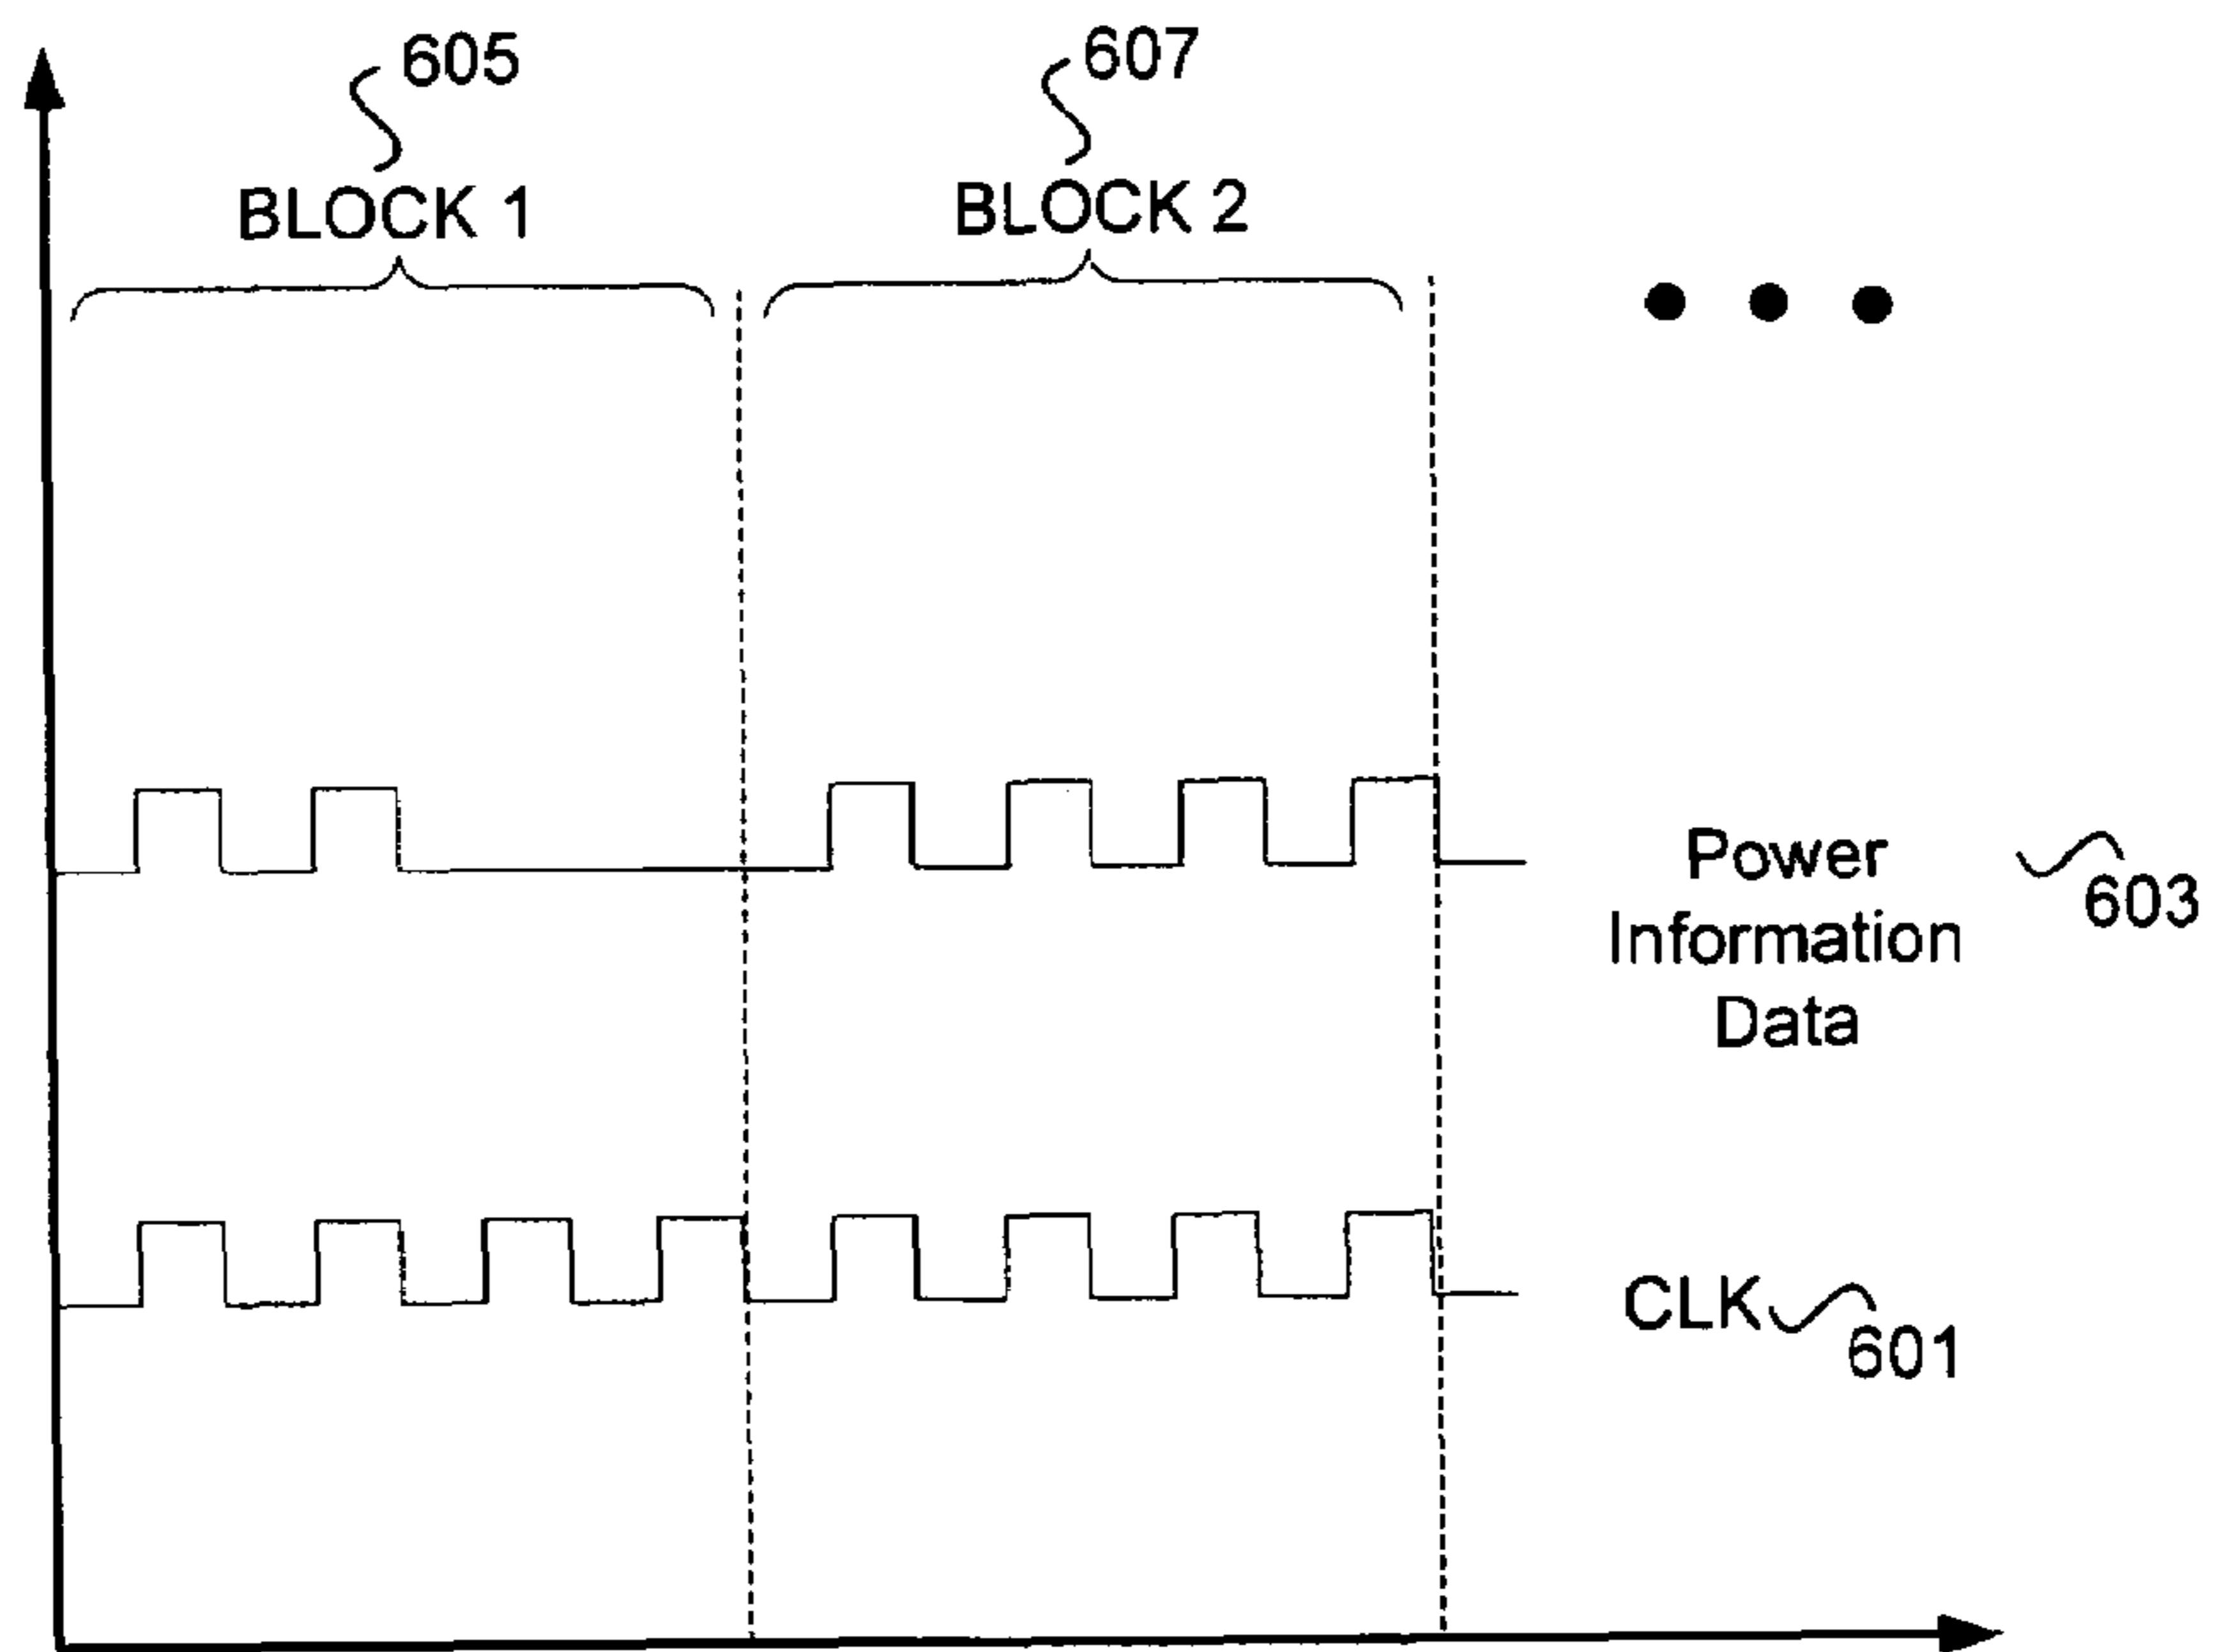 605
607
BLOCK 1
BLOCK 2
Power
Information
Data
603
CLK
601